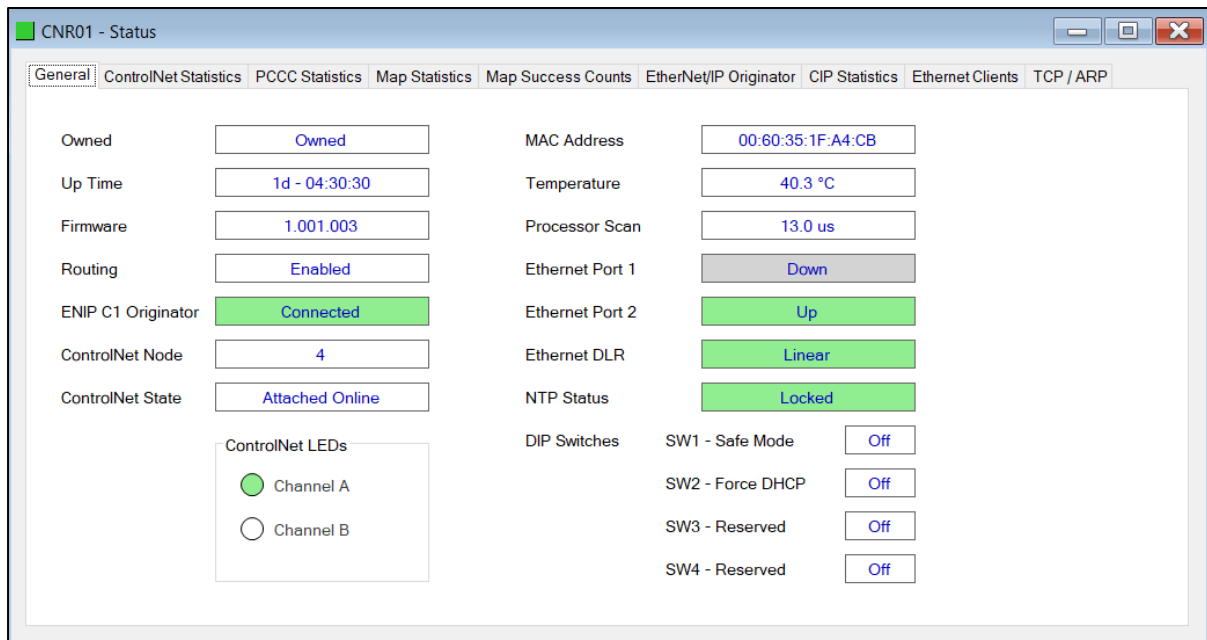 CNR01 - Status
General ControlNet Statistics PCCC Statistics Map Statistics Map Success Counts EtherNet/IP Originator CIP Statistics Ethernet Clients TCP / ARP
Owned Owned MAC Address 00:60:35:1F:A4:CB
Up Time 1d - 04:30:30 Temperature 40.3 °C
Firmware 1.001.003 Processor Scan 13.0 us
Routing Enabled Ethernet Port 1 Down
ENIP C1 Originator Connected Ethernet Port 2 Up
ControlNet Node 4 Ethernet DLR Linear
ControlNet State Attached Online NTP Status Locked
ControlNet LEDs DIP Switches SW1 - Safe Mode Off
Channel A SW2 - Force DHCP Off
Channel B SW3 - Reserved Off
SW4 - Reserved Off